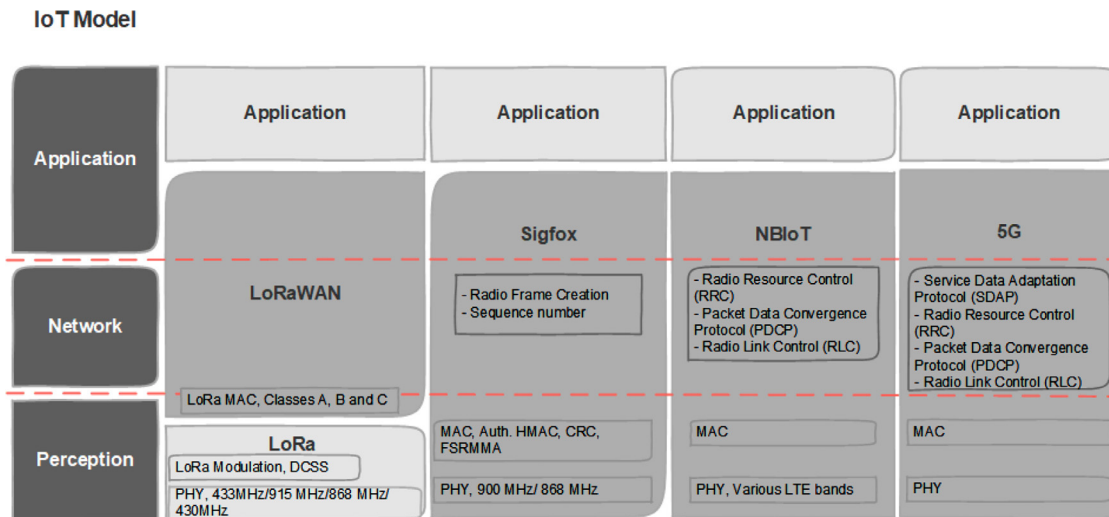 IoT Model
Application
Application
Application
Application
Application
LoRaWAN
Sigfox
NBIoT
5G
Network
- Radio Frame Creation
- Sequence number
- Radio Resource Control
(RRC)
- Packet Data Convergence
Protocol (PDCP)
- Radio Link Control (RLC)
- Service Data Adaptation
Protocol (SDAP)
- Radio Resource Control
(RRC)
- Packet Data Convergence
Protocol (PDCP)
- Radio Link Control (RLC)
LoRa MAC, Classes A, B and C
Perception
LoRa
LoRa Modulation, DCSS
PHY, 433MHz/915 MHz/868 MHz/
430MHz
MAC, Auth. HMAC, CRC,
FSRMMA
PHY, 900 MHz/ 868 MHz
MAC
PHY, Various LTE bands
MAC
PHY